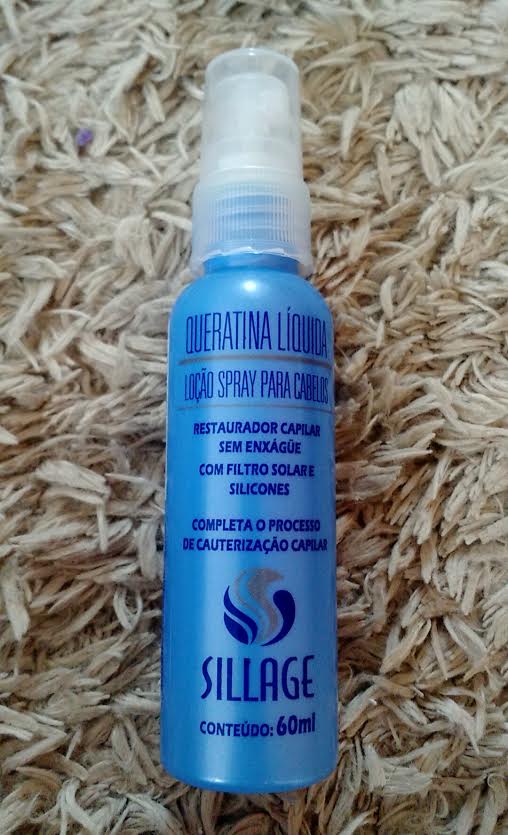 QUERATINA LÍQUIDA
LOÇÃO SPRAY PARA CABELOS
RESTAURADOR CAPILAR
SEM ENXÁGÜE
COM FILTRO SOLAR E
SILICONES
COMPLETA O PROCESSO
DE CAUTERIZAÇÃO CAPILAR
SILLAGE
CONTEÚDO: 60ml